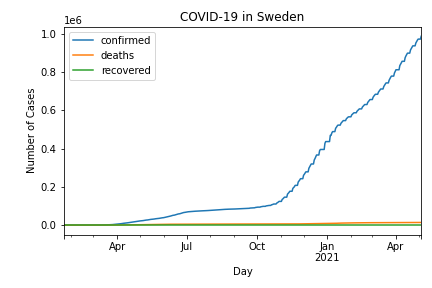 COVID-19 in Sweden
1e6
confirmed
deaths
recovered
1.0
0.8
0.6
0.4
0.2
0.0
Number of Cases
Apr Jul Oct Jan Apr
2021
Day